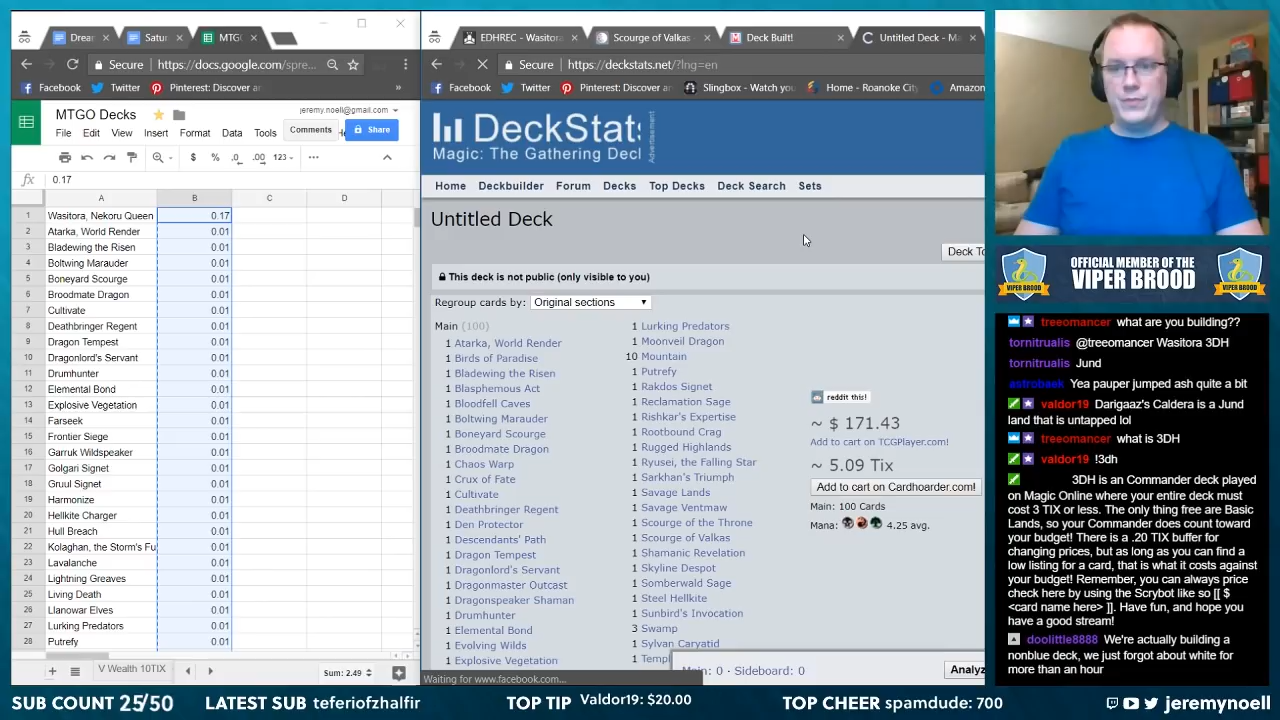 Drea
Satur
MTGO
EDHREC - Wasitora
Scourge of Valkas
Deck Built!
Untitled Deck - Ma
Secure
https://docs.google.com/spre...
Secure
https://deckstats.net/?lng=en
Facebook
Twitter
Pinterest: Discover a
»
Facebook
Twitter
Pinterest: Discover an
Slingbox - Watch you
Home - Roanoke City
Amazon
MTGO Decks
jeremy.noell@gmail.com
File Edit View Insert Format Data Tools
Comments
Share
$ % .0 .00 123
fx 0.17
A B C D
1 Wasitora, Nekoru Queen 0.17
2 Atarka, World Render 0.01
3 Bladewing the Risen 0.01
4 Boltwing Marauder 0.01
5 Boneyard Scourge 0.01
6 Broodmate Dragon 0.01
7 Cultivate 0.01
8 Deathbringer Regent 0.01
9 Dragon Tempest 0.01
10 Dragonlord's Servant 0.01
11 Drumhunter 0.01
12 Elemental Bond 0.01
13 Explosive Vegetation 0.01
14 Farseek 0.01
15 Frontier Siege 0.01
16 Garruk Wildspeaker 0.01
17 Golgari Signet 0.01
18 Gruul Signet 0.01
19 Harmonize 0.01
20 Hellkite Charger 0.01
21 Hull Breach 0.01
22 Kolaghan, the Storm's Fu 0.01
23 Lavalanche 0.01
24 Lightning Greaves 0.01
25 Living Death 0.01
26 Llanowar Elves 0.01
27 Lurking Predators 0.01
28 Putrefy 0.01
V Wealth 10TIX
Sum: 2.49
DeckStats
Magic: The Gathering Decl
Advertisement
Home Deckbuilder Forum Decks Top Decks Deck Search Sets
Untitled Deck
Deck To
This deck is not public (only visible to you)
Regroup cards by: Original sections
Main (100)
1 Atarka, World Render
1 Birds of Paradise
1 Bladewing the Risen
1 Blasphemous Act
1 Bloodfell Caves
1 Boltwing Marauder
1 Boneyard Scourge
1 Broodmate Dragon
1 Chaos Warp
1 Crux of Fate
1 Cultivate
1 Deathbringer Regent
1 Den Protector
1 Descendants' Path
1 Dragon Tempest
1 Dragonlord's Servant
1 Dragonmaster Outcast
1 Dragonspeaker Shaman
1 Drumhunter
1 Elemental Bond
1 Evolving Wilds
1 Explosive Vegetation
1 Lurking Predators
1 Moonveil Dragon
10 Mountain
1 Putrefy
1 Rakdos Signet
1 Reclamation Sage
1 Rishkar's Expertise
1 Rootbound Crag
1 Rugged Highlands
1 Ryusei, the Falling Star
1 Sarkhan's Triumph
1 Savage Lands
1 Savage Ventmaw
1 Scourge of the Throne
1 Scourge of Valkas
1 Shamanic Revelation
1 Skyline Despot
1 Somberwald Sage
1 Steel Hellkite
1 Sunbird's Invocation
3 Swamp
1 Sylvan Caryatid
1 Templ
reddit this!
~ $ 171.43
Add to cart on TCGPlayer.com!
~ 5.09 Tix
Add to cart on Cardhoarder.com!
Main: 100 Cards
Mana: 4.25 avg.
Main: 0 · Sideboard: 0
Analyz
Waiting for www.facebook.com...
OFFICIAL MEMBER OF THE
VIPER BROOD
treeomancer what are you building??
tornitrualis @treeomancer Wasitora 3DH
tornitrualis Jund
astrobaek Yea pauper jumped ash quite a bit
valdor19 Darigaaz's Caldera is a Jund
land that is untapped lol
treeomancer what is 3DH
valdor19 !3dh
3DH is an Commander deck played
on Magic Online where your entire deck must
cost 3 TIX or less. The only thing free are Basic
Lands, so your Commander does count toward
your budget! There is a .20 TIX buffer for
changing prices, but as long as you can find a
low listing for a card, that is what it costs against
your budget! Remember, you can always price
check here by using the Scrybot like so [[ $
<card name here> ]]. Have fun, and hope you
have a good stream!
doolittle8888 We're actually building a
nonblue deck, we just forgot about white for
more than an hour
SUB COUNT 25/50
LATEST SUB teferiofzhalfir
TOP TIP Valdor19: $20.00
TOP CHEER spamdude: 700
jeremynoell